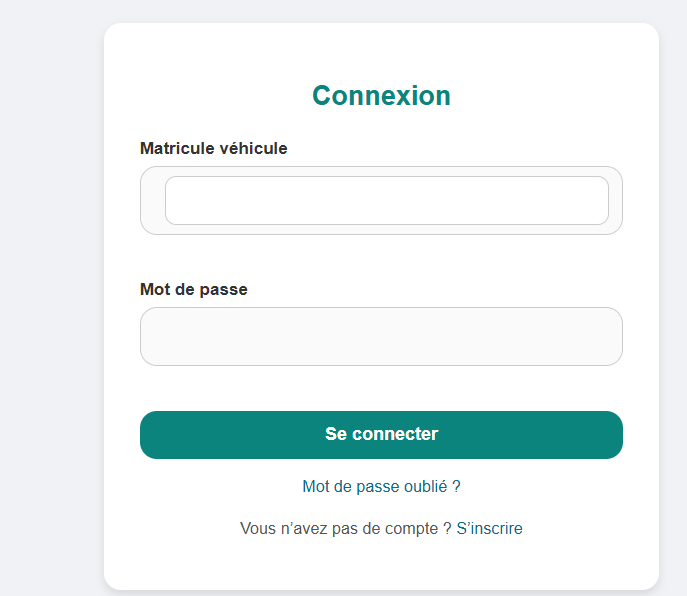 Connexion
Matricule véhicule
Mot de passe
Se connecter
Mot de passe oublié ?
Vous n’avez pas de compte ? S’inscrire